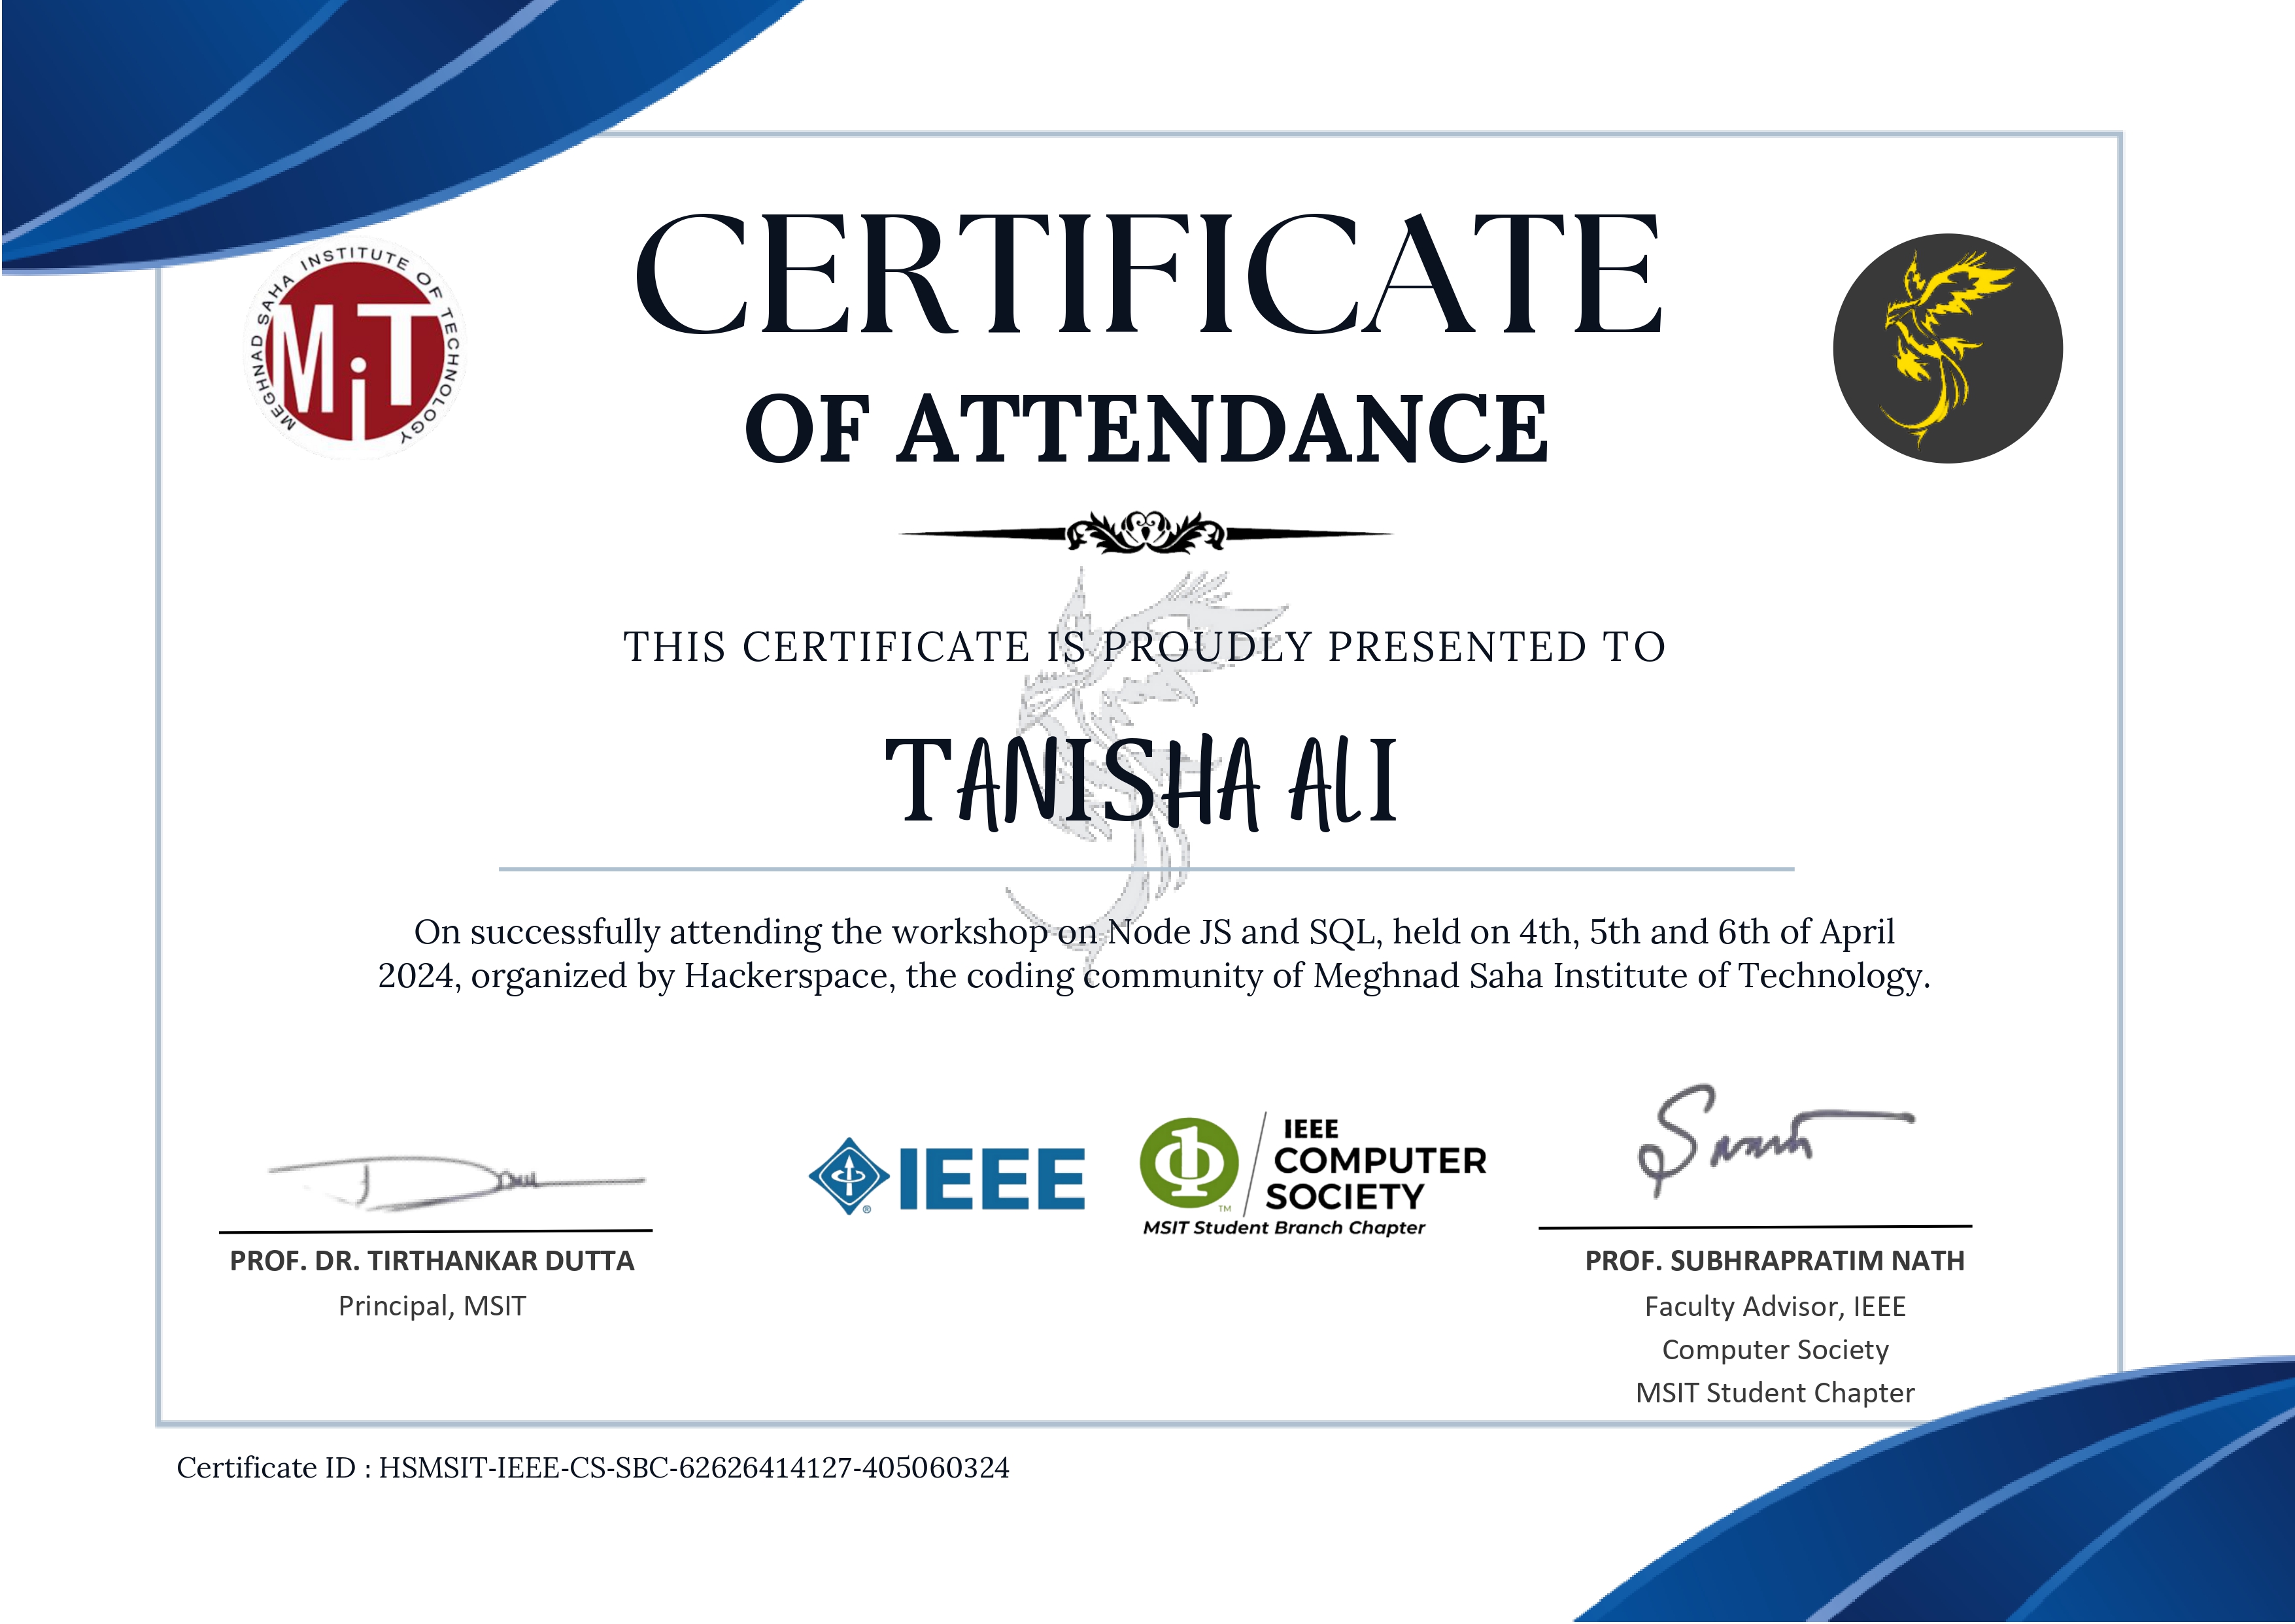 CERTIFICATE
OF ATTENDANCE
MEGHNAD SAHA INSTITUTE OF TECHNOLOGY
MiT
THIS CERTIFICATE IS PROUDLY PRESENTED TO
TANISHA ALI
On successfully attending the workshop on Node JS and SQL, held on 4th, 5th and 6th of April
2024, organized by Hackerspace, the coding community of Meghnad Saha Institute of Technology.
IEEE
®
IEEE
COMPUTER
SOCIETY
TM
MSIT Student Branch Chapter
PROF. DR. TIRTHANKAR DUTTA
Principal, MSIT
PROF. SUBHRAPRATIM NATH
Faculty Advisor, IEEE
Computer Society
MSIT Student Chapter
Certificate ID : HSMSIT-IEEE-CS-SBC-62626414127-405060324